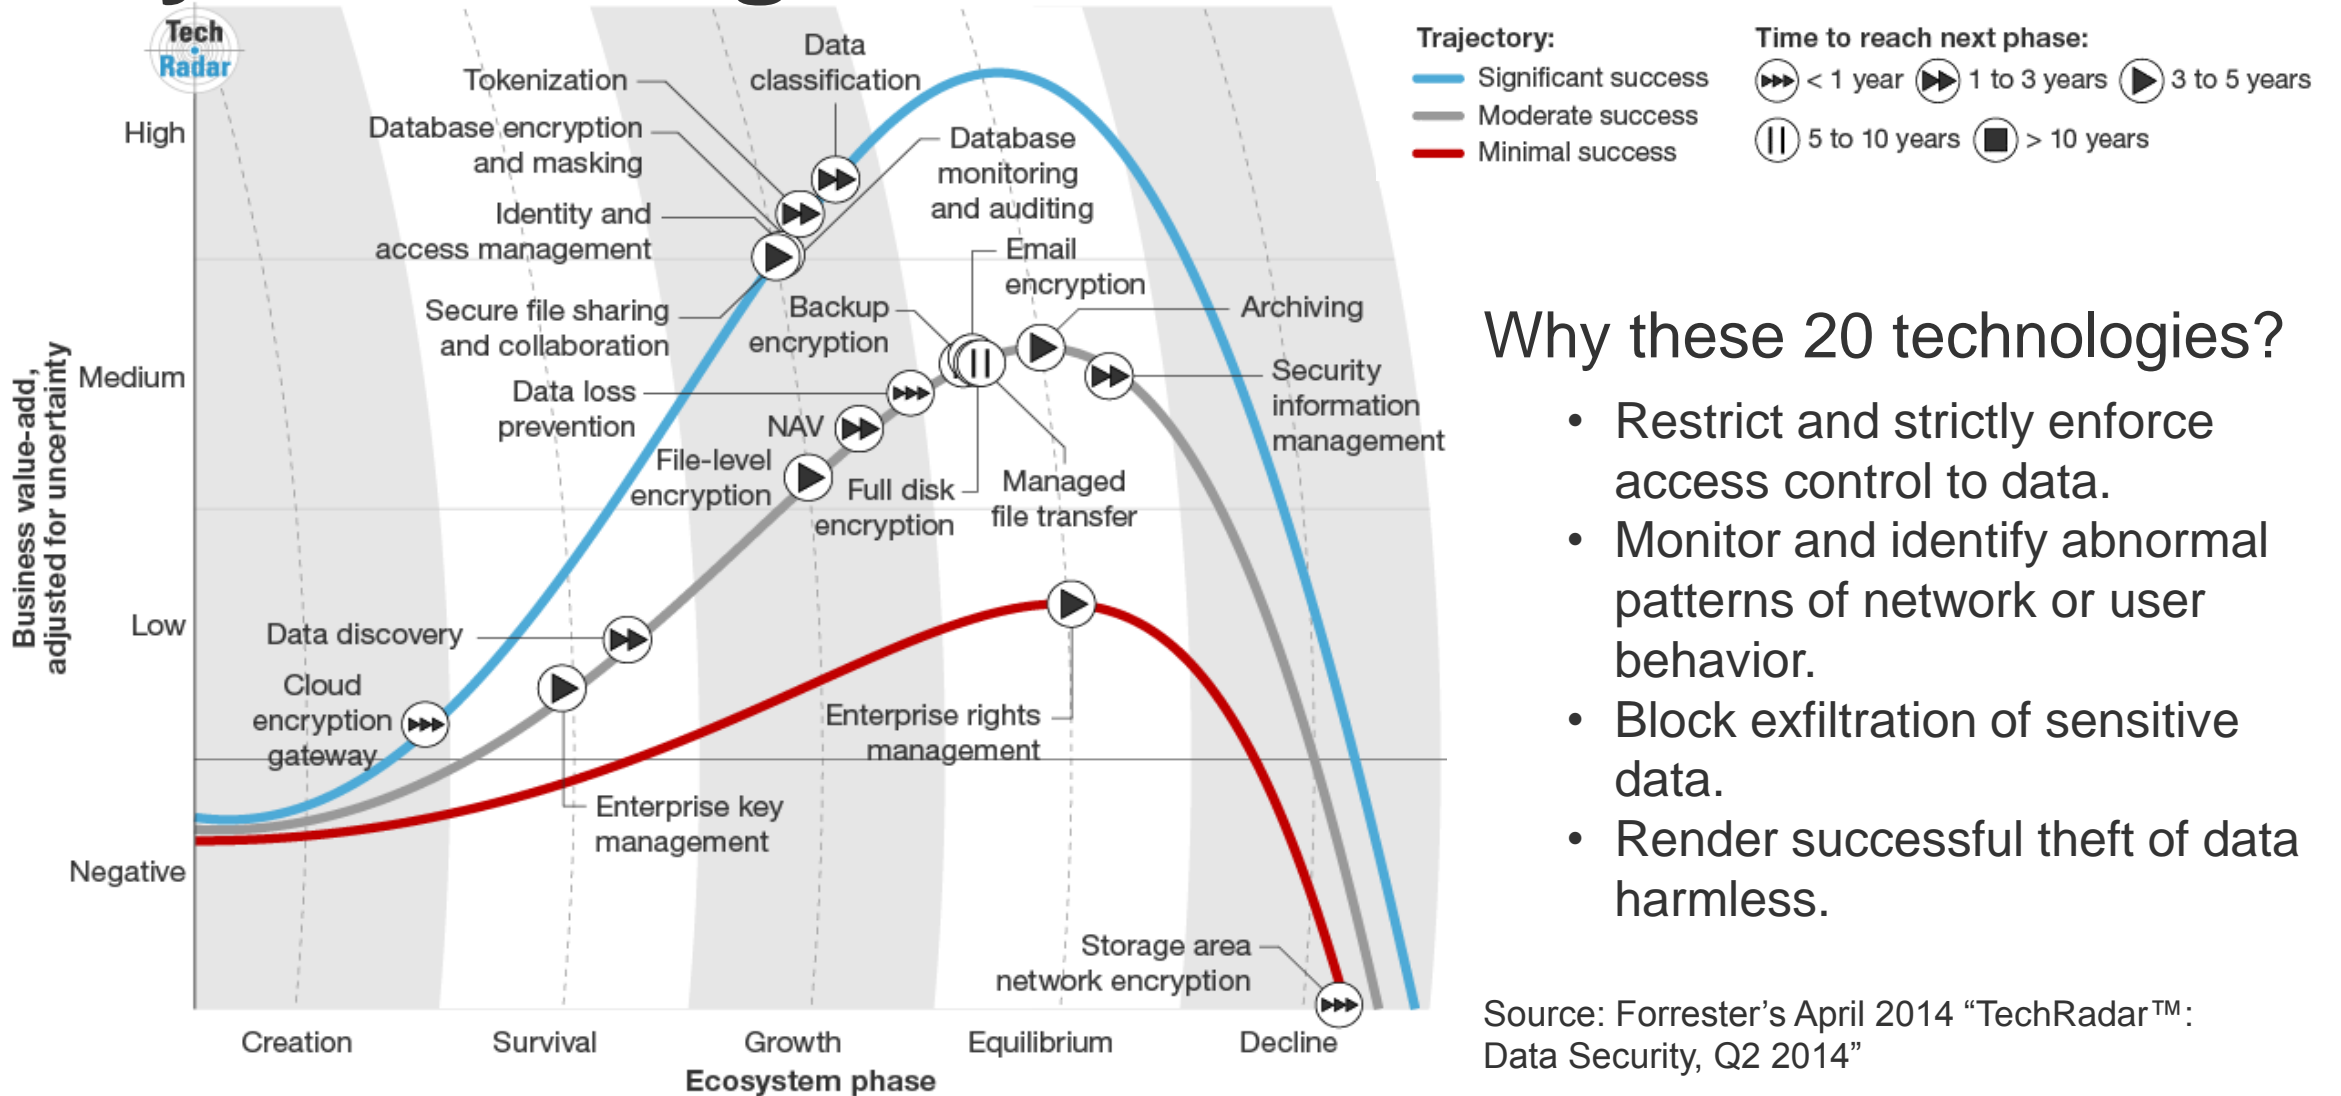 Tech
Radar
Trajectory:
Significant success
Moderate success
Minimal success
Time to reach next phase:
< 1 year
1 to 3 years
3 to 5 years
5 to 10 years
> 10 years
Business value-add,
adjusted for uncertainty
High
Medium
Low
Negative
Data
classification
Tokenization
Database encryption
and masking
Identity and
access management
Secure file sharing
and collaboration
Database
monitoring
and auditing
Email
encryption
Backup
encryption
Archiving
Data loss
prevention
Security
information
management
NAV
File-level
encryption
Full disk
encryption
Managed
file transfer
Data discovery
Cloud
encryption
gateway
Enterprise rights
management
Enterprise key
management
Storage area
network encryption
Creation
Survival
Growth
Equilibrium
Decline
Ecosystem phase
Why these 20 technologies?
• Restrict and strictly enforce
access control to data.
• Monitor and identify abnormal
patterns of network or user
behavior.
• Block exfiltration of sensitive
data.
• Render successful theft of data
harmless.
Source: Forrester’s April 2014 “TechRadar™:
Data Security, Q2 2014”